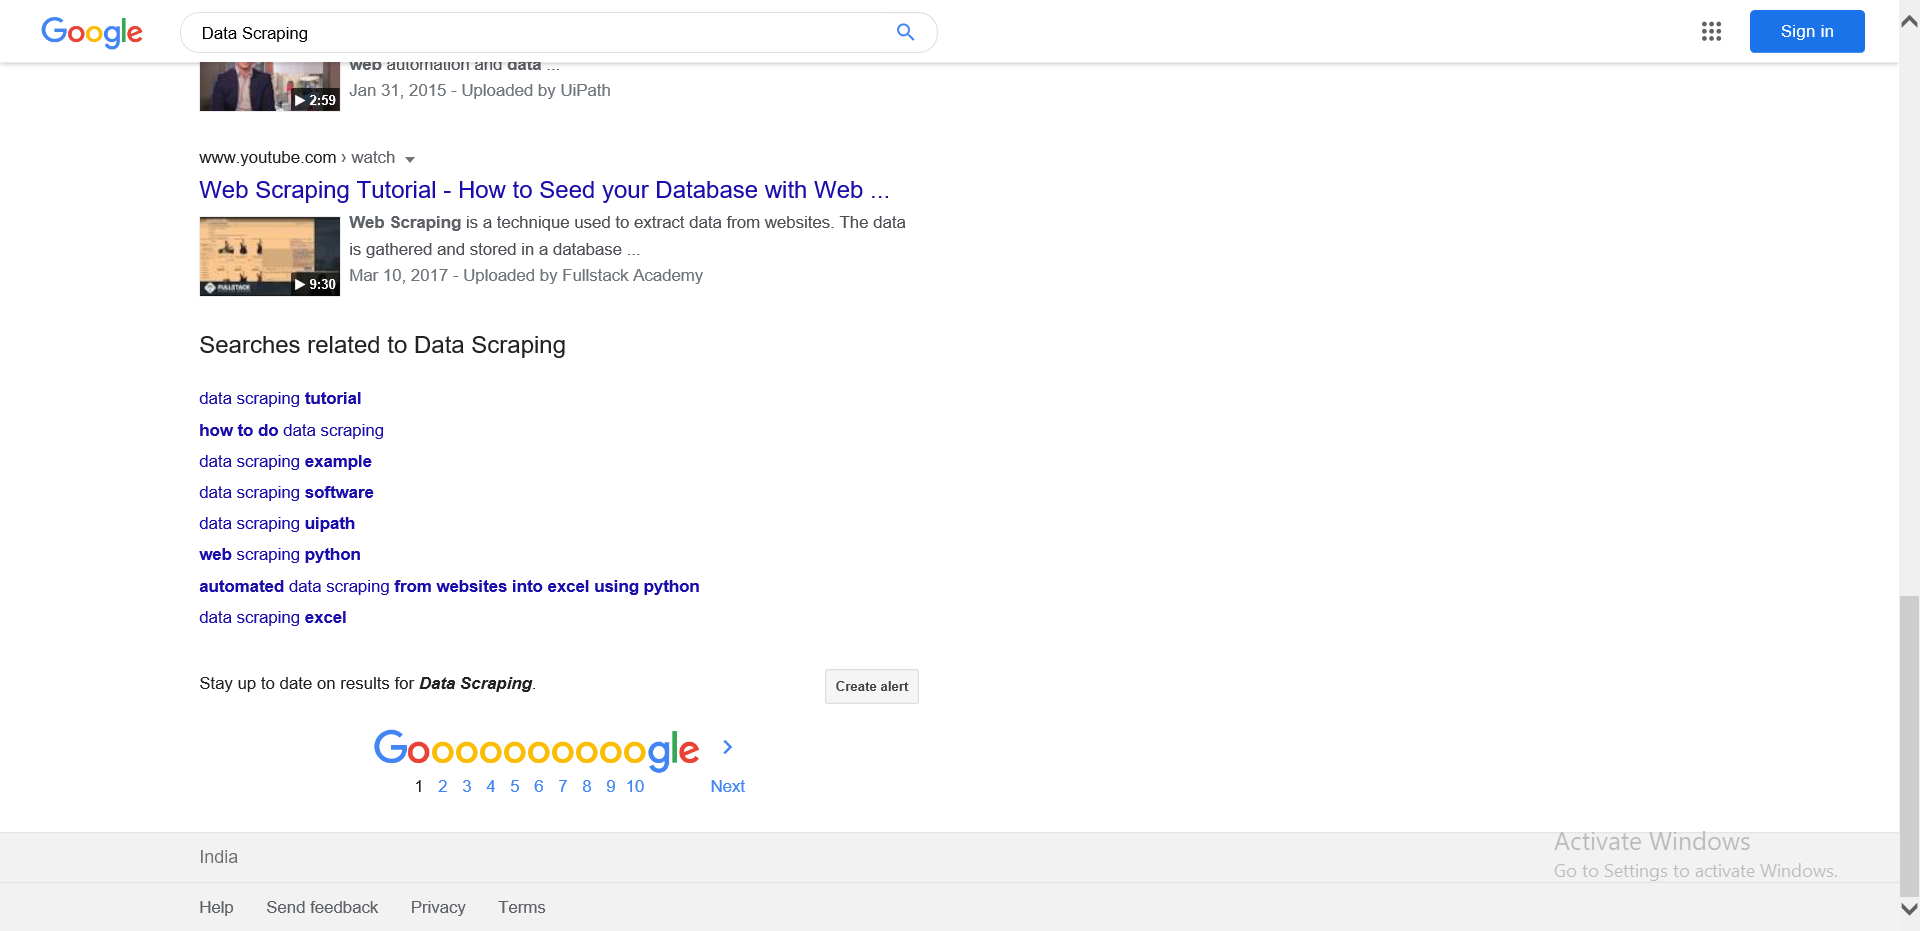 Google
Data Scraping
Sign in
web automation and data ...
2:59
Jan 31, 2015 - Uploaded by UiPath
www.youtube.com › watch
Web Scraping Tutorial - How to Seed your Database with Web ...
Web Scraping is a technique used to extract data from websites. The data
is gathered and stored in a database ...
9:30
FULLSTACK
Mar 10, 2017 - Uploaded by Fullstack Academy
Searches related to Data Scraping
data scraping tutorial
how to do data scraping
data scraping example
data scraping software
data scraping uipath
web scraping python
automated data scraping from websites into excel using python
data scraping excel
Stay up to date on results for Data Scraping.
Create alert
Goooooooooogle
1 2 3 4 5 6 7 8 9 10 Next
India
Activate Windows
Go to Settings to activate Windows.
Help Send feedback Privacy Terms